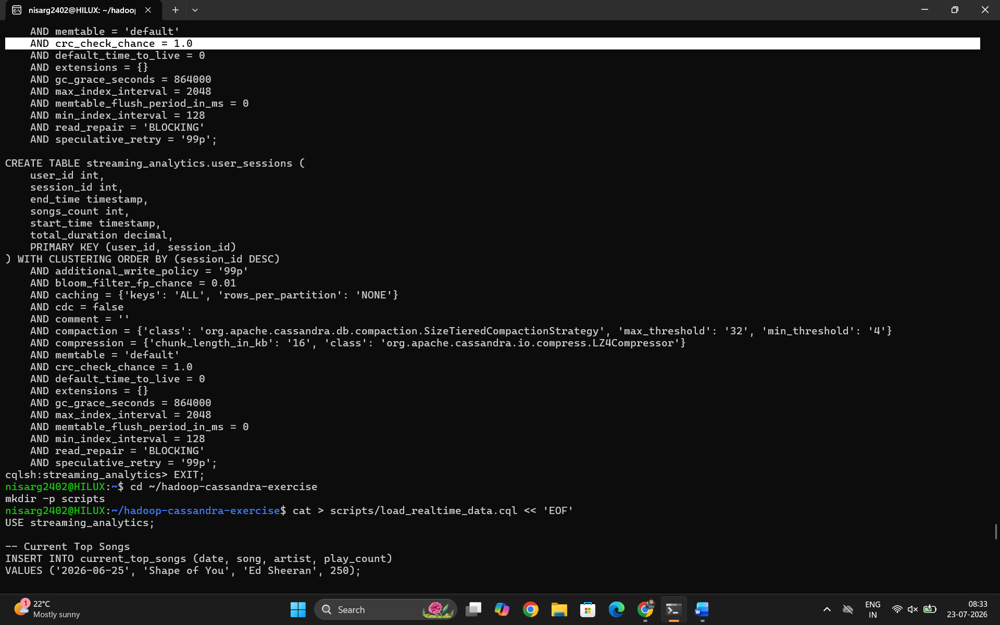 nisarg2402@HILUX: ~/hadoop
    AND memtable = 'default'
    AND crc_check_chance = 1.0
    AND default_time_to_live = 0
    AND extensions = {}
    AND gc_grace_seconds = 864000
    AND max_index_interval = 2048
    AND memtable_flush_period_in_ms = 0
    AND min_index_interval = 128
    AND read_repair = 'BLOCKING'
    AND speculative_retry = '99p';

CREATE TABLE streaming_analytics.user_sessions (
    user_id int,
    session_id int,
    end_time timestamp,
    songs_count int,
    start_time timestamp,
    total_duration decimal,
    PRIMARY KEY (user_id, session_id)
) WITH CLUSTERING ORDER BY (session_id DESC)
    AND additional_write_policy = '99p'
    AND bloom_filter_fp_chance = 0.01
    AND caching = {'keys': 'ALL', 'rows_per_partition': 'NONE'}
    AND cdc = false
    AND comment = ''
    AND compaction = {'class': 'org.apache.cassandra.db.compaction.SizeTieredCompactionStrategy', 'max_threshold': '32', 'min_threshold': '4'}
    AND compression = {'chunk_length_in_kb': '16', 'class': 'org.apache.cassandra.io.compress.LZ4Compressor'}
    AND memtable = 'default'
    AND crc_check_chance = 1.0
    AND default_time_to_live = 0
    AND extensions = {}
    AND gc_grace_seconds = 864000
    AND max_index_interval = 2048
    AND memtable_flush_period_in_ms = 0
    AND min_index_interval = 128
    AND read_repair = 'BLOCKING'
    AND speculative_retry = '99p';
cqlsh:streaming_analytics> EXIT;
nisarg2402@HILUX:~$ cd ~/hadoop-cassandra-exercise
mkdir -p scripts
nisarg2402@HILUX:~/hadoop-cassandra-exercise$ cat > scripts/load_realtime_data.cql << 'EOF'
USE streaming_analytics;

-- Current Top Songs
INSERT INTO current_top_songs (date, song, artist, play_count)
VALUES ('2026-06-25', 'Shape of You', 'Ed Sheeran', 250);
1
22°C
Mostly sunny
Search
ENG
IN
08:33
23-07-2026